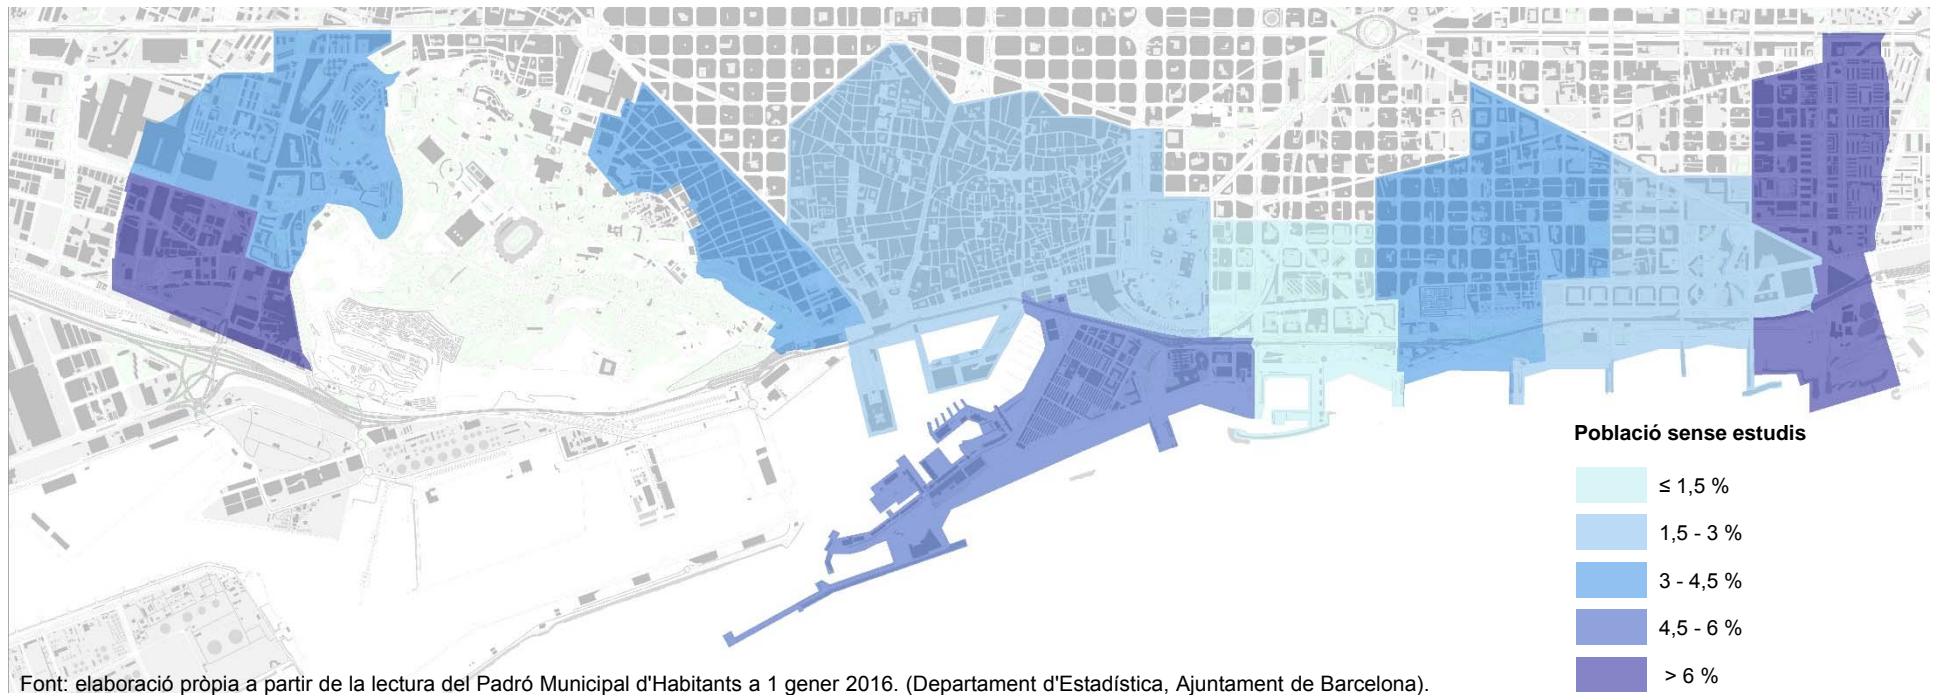 Població sense estudis
≤ 1,5 %
1,5 - 3 %
3 - 4,5 %
4,5 - 6 %
> 6 %
Font: elaboració pròpia a partir de la lectura del Padró Municipal d'Habitants a 1 gener 2016. (Departament d'Estadística, Ajuntament de Barcelona).